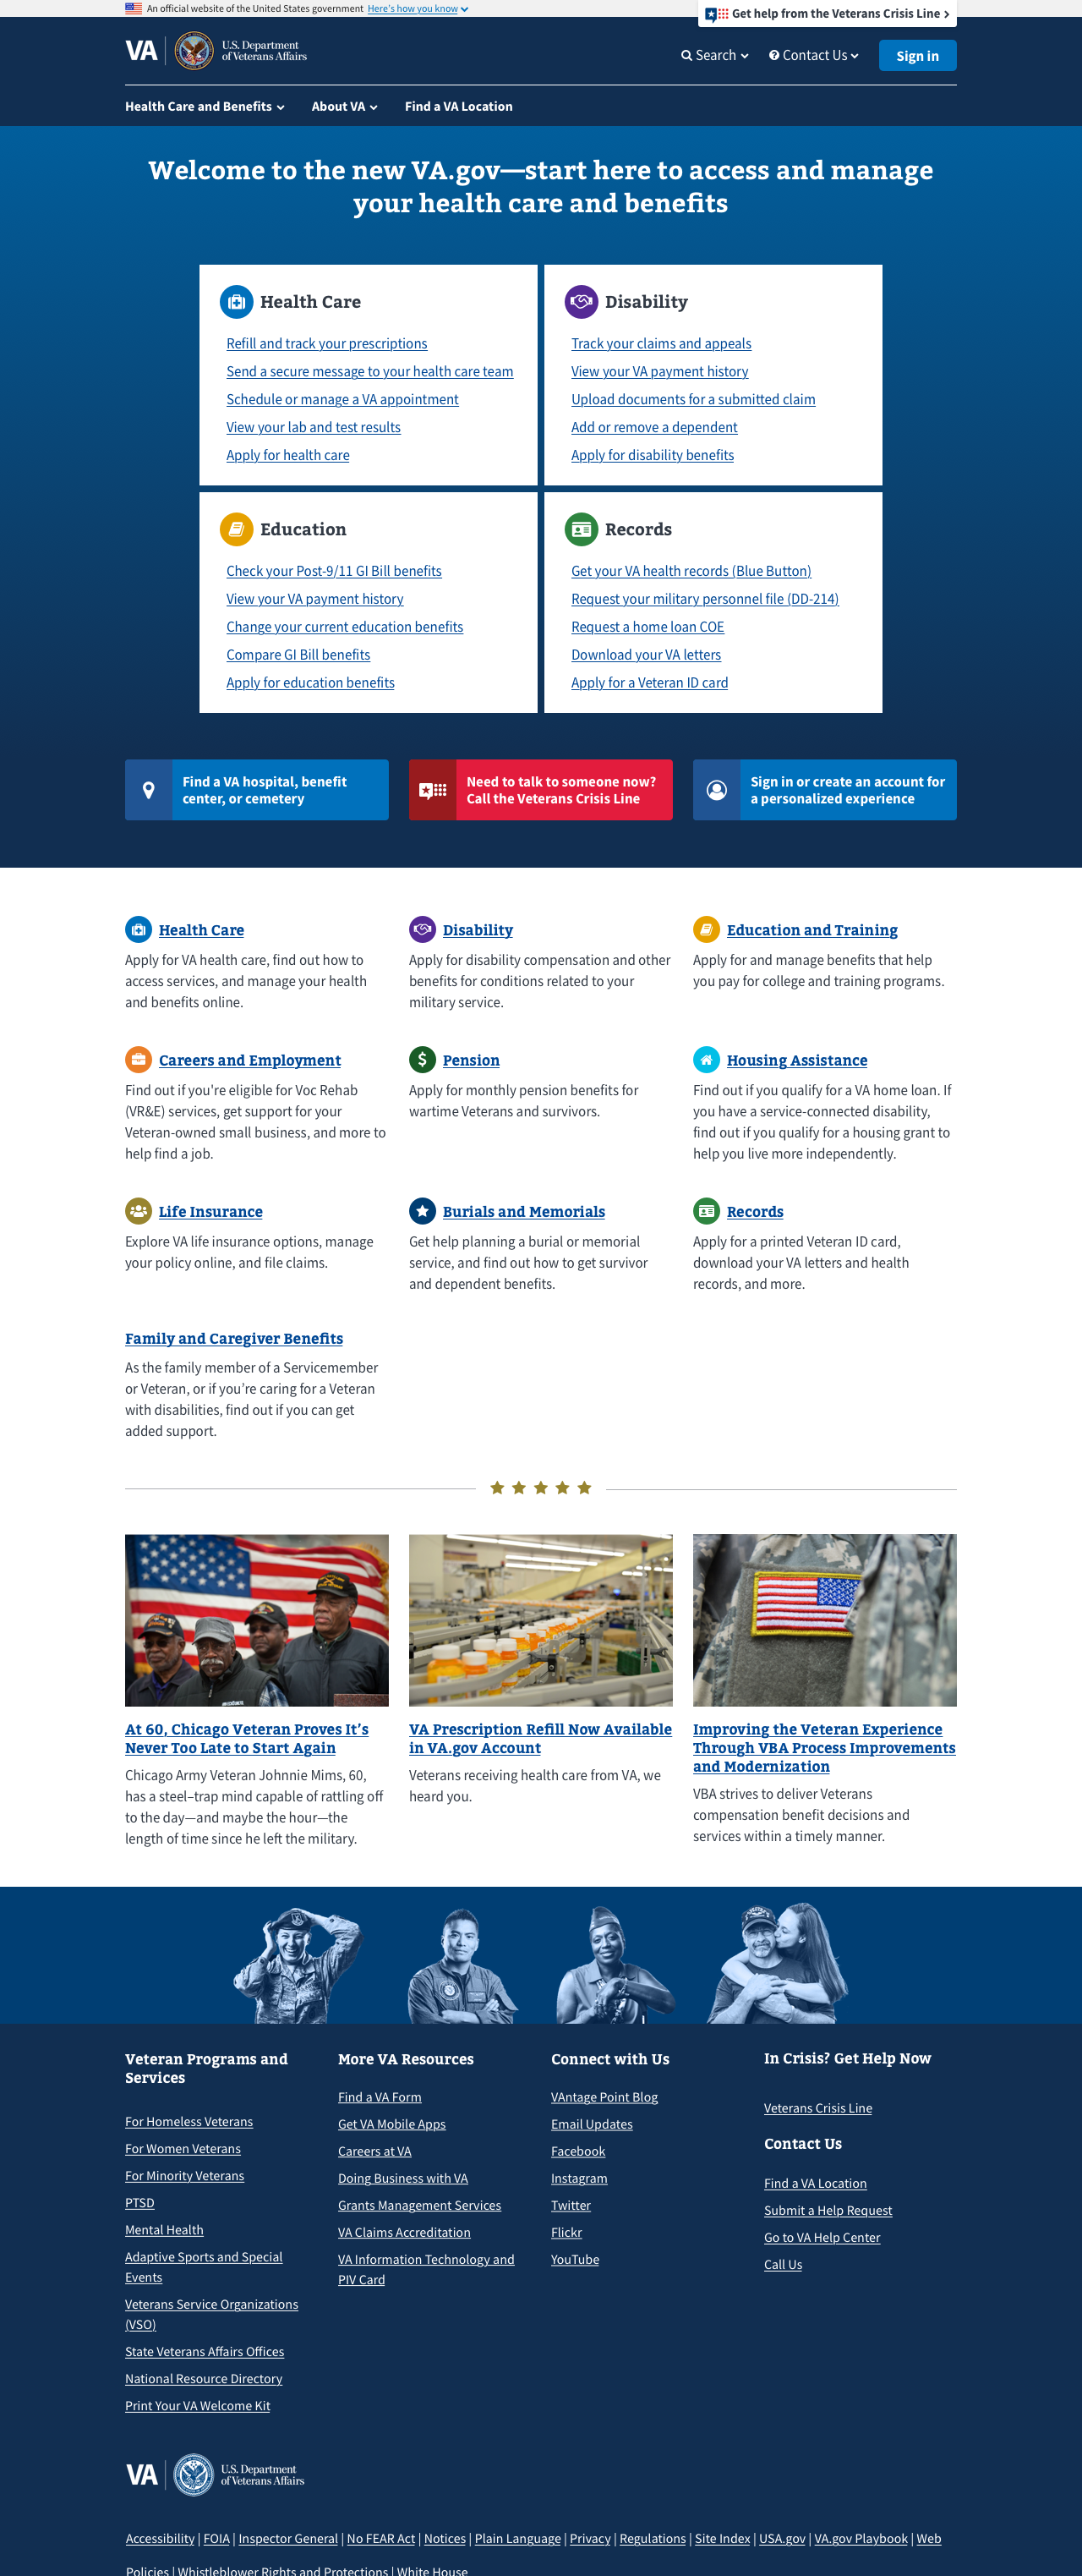 An official website of the United States government Here's how you know
Get help from the Veterans Crisis Line
VA U.S. Department of Veterans Affairs
Search Contact Us Sign in
Health Care and Benefits About VA Find a VA Location
Welcome to the new VA.gov—start here to access and manage
your health care and benefits
Health Care
Refill and track your prescriptions
Send a secure message to your health care team
Schedule or manage a VA appointment
View your lab and test results
Apply for health care
Disability
Track your claims and appeals
View your VA payment history
Upload documents for a submitted claim
Add or remove a dependent
Apply for disability benefits
Education
Check your Post-9/11 GI Bill benefits
View your VA payment history
Change your current education benefits
Compare GI Bill benefits
Apply for education benefits
Records
Get your VA health records (Blue Button)
Request your military personnel file (DD-214)
Request a home loan COE
Download your VA letters
Apply for a Veteran ID card
Find a VA hospital, benefit
center, or cemetery
Need to talk to someone now?
Call the Veterans Crisis Line
Sign in or create an account for
a personalized experience
Health Care
Apply for VA health care, find out how to
access services, and manage your health
and benefits online.
Disability
Apply for disability compensation and other
benefits for conditions related to your
military service.
Education and Training
Apply for and manage benefits that help
you pay for college and training programs.
Careers and Employment
Find out if you're eligible for Voc Rehab
(VR&E) services, get support for your
Veteran-owned small business, and more to
help find a job.
Pension
Apply for monthly pension benefits for
wartime Veterans and survivors.
Housing Assistance
Find out if you qualify for a VA home loan. If
you have a service-connected disability,
find out if you qualify for a housing grant to
help you live more independently.
Life Insurance
Explore VA life insurance options, manage
your policy online, and file claims.
Burials and Memorials
Get help planning a burial or memorial
service, and find out how to get survivor
and dependent benefits.
Records
Apply for a printed Veteran ID card,
download your VA letters and health
records, and more.
Family and Caregiver Benefits
As the family member of a Servicemember
or Veteran, or if you’re caring for a Veteran
with disabilities, find out if you can get
added support.
At 60, Chicago Veteran Proves It’s
Never Too Late to Start Again
Chicago Army Veteran Johnnie Mims, 60,
has a steel–trap mind capable of rattling off
to the day—and maybe the hour—the
length of time since he left the military.
VA Prescription Refill Now Available
in VA.gov Account
Veterans receiving health care from VA, we
heard you.
Improving the Veteran Experience
Through VBA Process Improvements
and Modernization
VBA strives to deliver Veterans
compensation benefit decisions and
services within a timely manner.
Veteran Programs and
Services
For Homeless Veterans
For Women Veterans
For Minority Veterans
PTSD
Mental Health
Adaptive Sports and Special
Events
Veterans Service Organizations
(VSO)
State Veterans Affairs Offices
National Resource Directory
Print Your VA Welcome Kit
More VA Resources
Find a VA Form
Get VA Mobile Apps
Careers at VA
Doing Business with VA
Grants Management Services
VA Claims Accreditation
VA Information Technology and
PIV Card
Connect with Us
VAntage Point Blog
Email Updates
Facebook
Instagram
Twitter
Flickr
YouTube
In Crisis? Get Help Now
Veterans Crisis Line
Contact Us
Find a VA Location
Submit a Help Request
Go to VA Help Center
Call Us
VA U.S. Department of Veterans Affairs
Accessibility | FOIA | Inspector General | No FEAR Act | Notices | Plain Language | Privacy | Regulations | Site Index | USA.gov | VA.gov Playbook | Web
Policies | Whistleblower Rights and Protections | White House